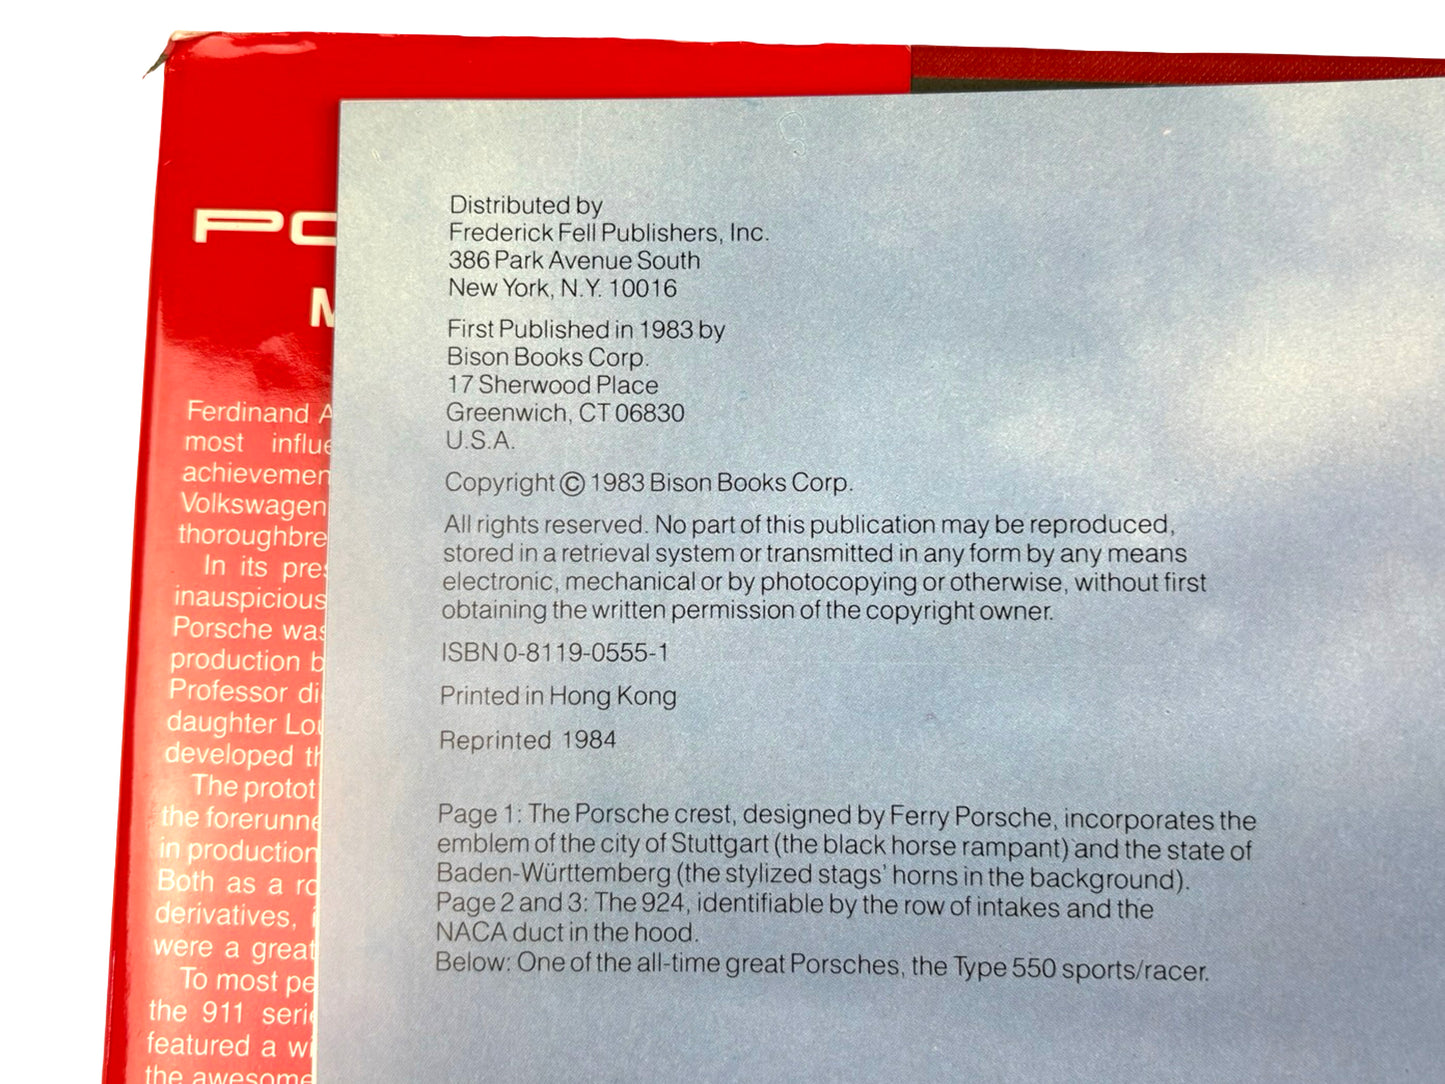 Ferdinand
most
Volkswagen
In its
inauspicious
Porsche was
production
Professor
daughter
developed
The
the
in production
Both as a
derivatives,
were a great
To most
the 911
featured a
the awesome
Distributed by
Frederick Fell Publishers, Inc.
386 Park Avenue South
New York, N.Y. 10016
First Published in 1983 by
Bison Books Corp.
17 Sherwood Place
Greenwich, CT 06830
U.S.A.
Copyright © 1983 Bison Books Corp.
All rights reserved. No part of this publication may be reproduced,
stored in a retrieval system or transmitted in any form by any means
electronic, mechanical or by photocopying or otherwise, without first
obtaining the written permission of the copyright owner.
ISBN 0-8119-0555-1
Printed in Hong Kong
Reprinted 1984
Page 1: The Porsche crest, designed by Ferry Porsche, incorporates the
emblem of the city of Stuttgart (the black horse rampant) and the state of
Baden-Württemberg (the stylized stags' horns in the background).
Page 2 and 3: The 924, identifiable by the row of intakes and the
NACA duct in the hood.
Below: One of the all-time great Porsches, the Type 550 sports/racer.